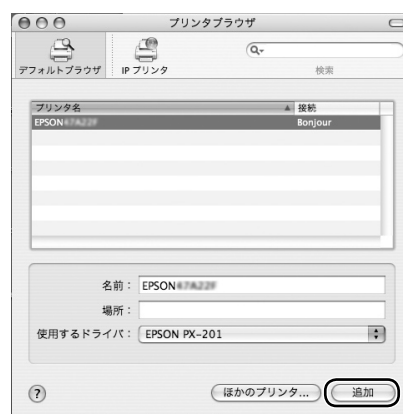 プリンタブラウザ
デフォルトブラウザ IP プリンタ 検索
プリンタ名 接続
EPSON Bonjour
名前： EPSON
場所：
使用するドライバ： EPSON PX-201
? ほかのプリンタ... 追加